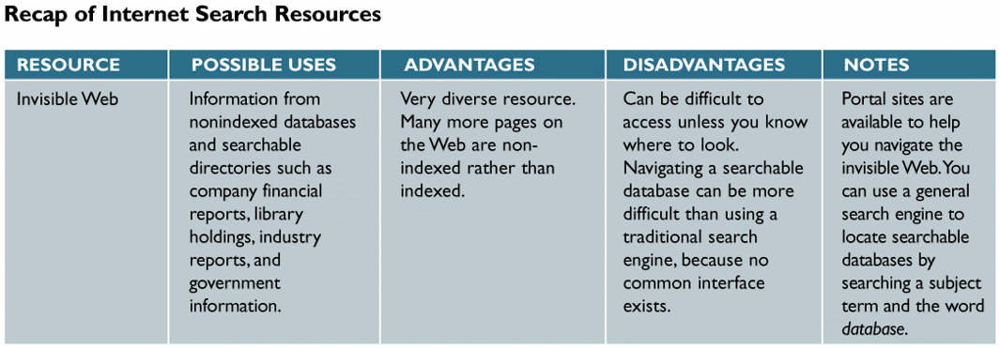 Recap of Internet Search Resources
RESOURCE
POSSIBLE USES
ADVANTAGES
DISADVANTAGES
NOTES
Invisible Web
Information from
nonindexed databases
and searchable
directories such as
company financial
reports, library
holdings, industry
reports, and
government
information.
Very diverse resource.
Many more pages on
the Web are non-
indexed rather than
indexed.
Can be difficult to
access unless you know
where to look.
Navigating a searchable
database can be more
difficult than using a
traditional search
engine, because no
common interface
exists.
Portal sites are
available to help
you navigate the
invisible Web. You
can use a general
search engine to
locate searchable
databases by
searching a subject
term and the word
database.